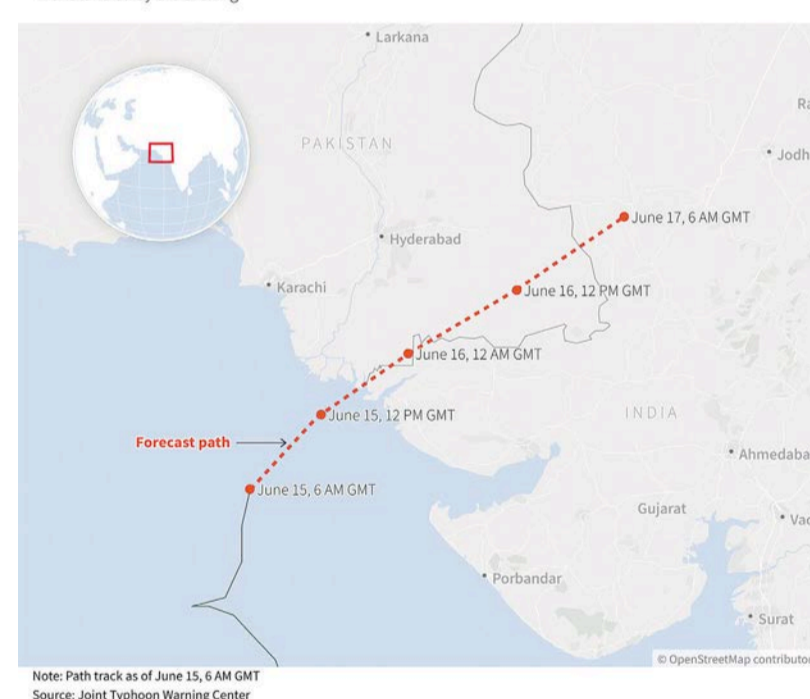 Larkana
PAKISTAN
Jodh
June 17, 6 AM GMT
Hyderabad
Karachi
June 16, 12 PM GMT
June 16, 12 AM GMT
June 15, 12 PM GMT
INDIA
Forecast path
Ahmedaba
June 15, 6 AM GMT
Gujarat
Vad
Porbandar
Surat
© OpenStreetMap contributor
Note: Path track as of June 15, 6 AM GMT
Source: Joint Typhoon Warning Center